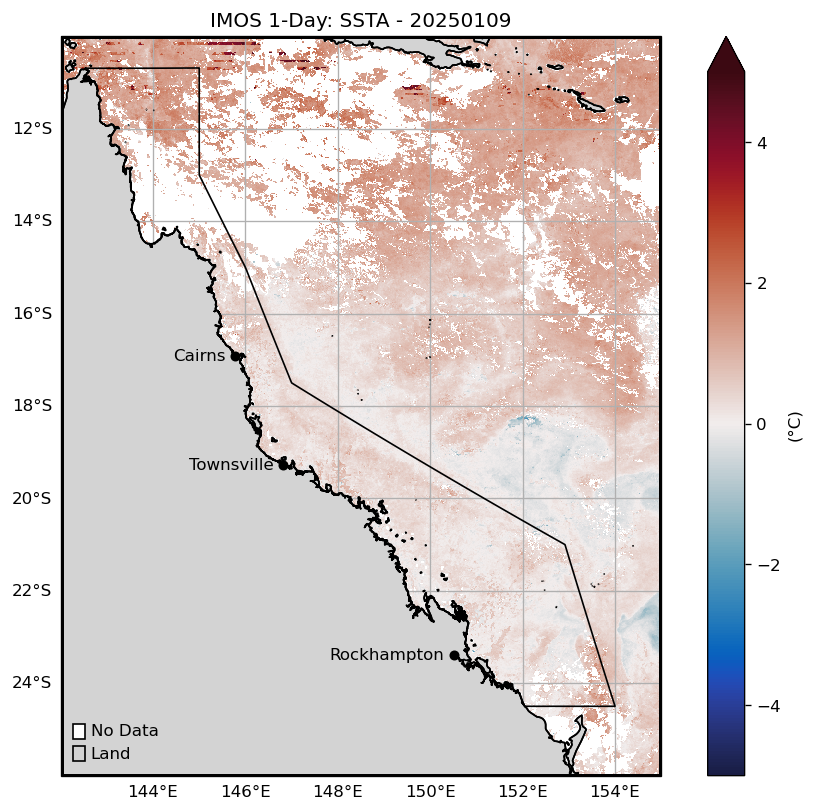 IMOS 1-Day: SSTA - 20250109
12°S
14°S
16°S
18°S
20°S
22°S
24°S
Cairns
Townsville
Rockhampton
No Data
Land
144°E 146°E 148°E 150°E 152°E 154°E
4
2
0
−2
−4
(°C)